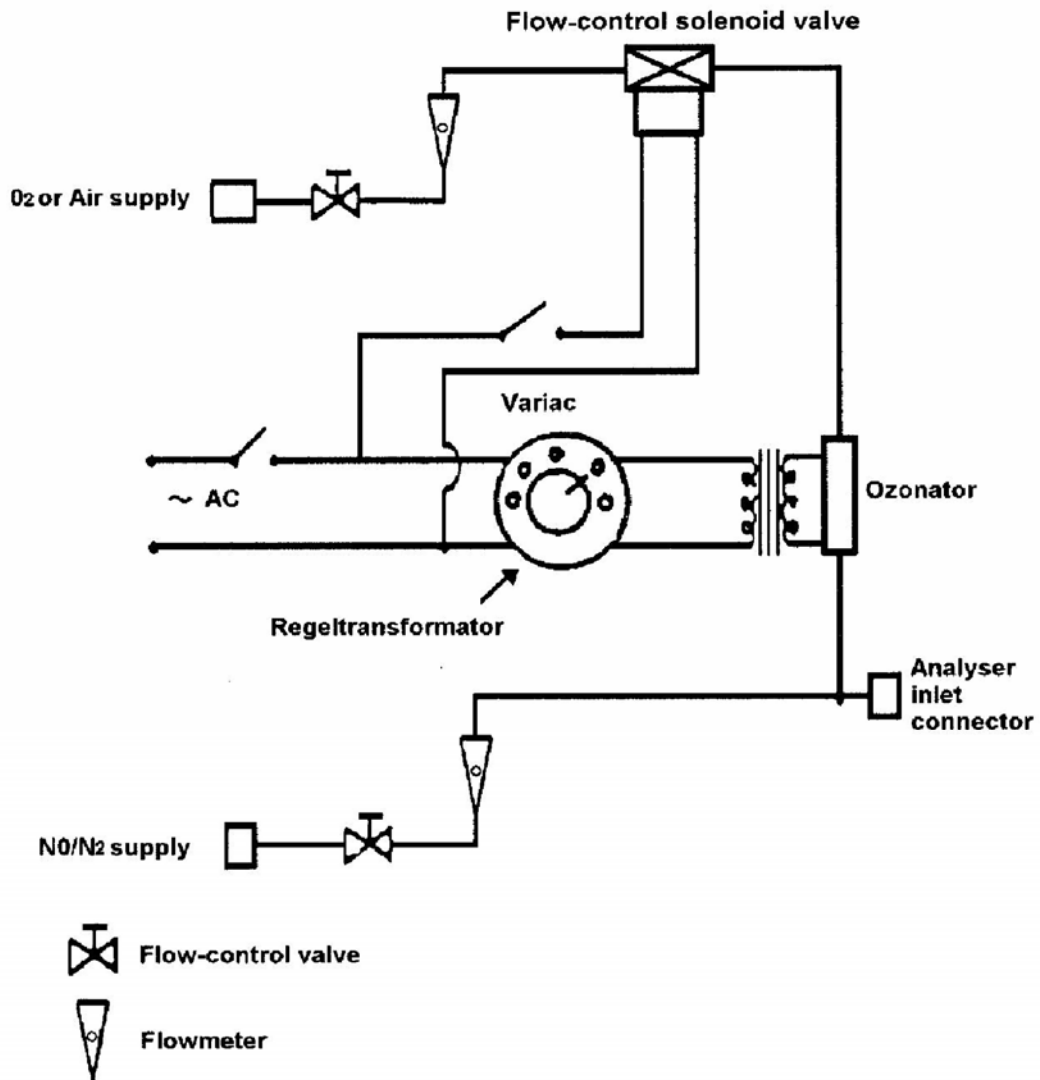 Flow-control solenoid valve
02 or Air supply
Variac
~ AC
Ozonator
Regeltransformator
Analyser
inlet
connector
N0/N2 supply
Flow-control valve
Flowmeter